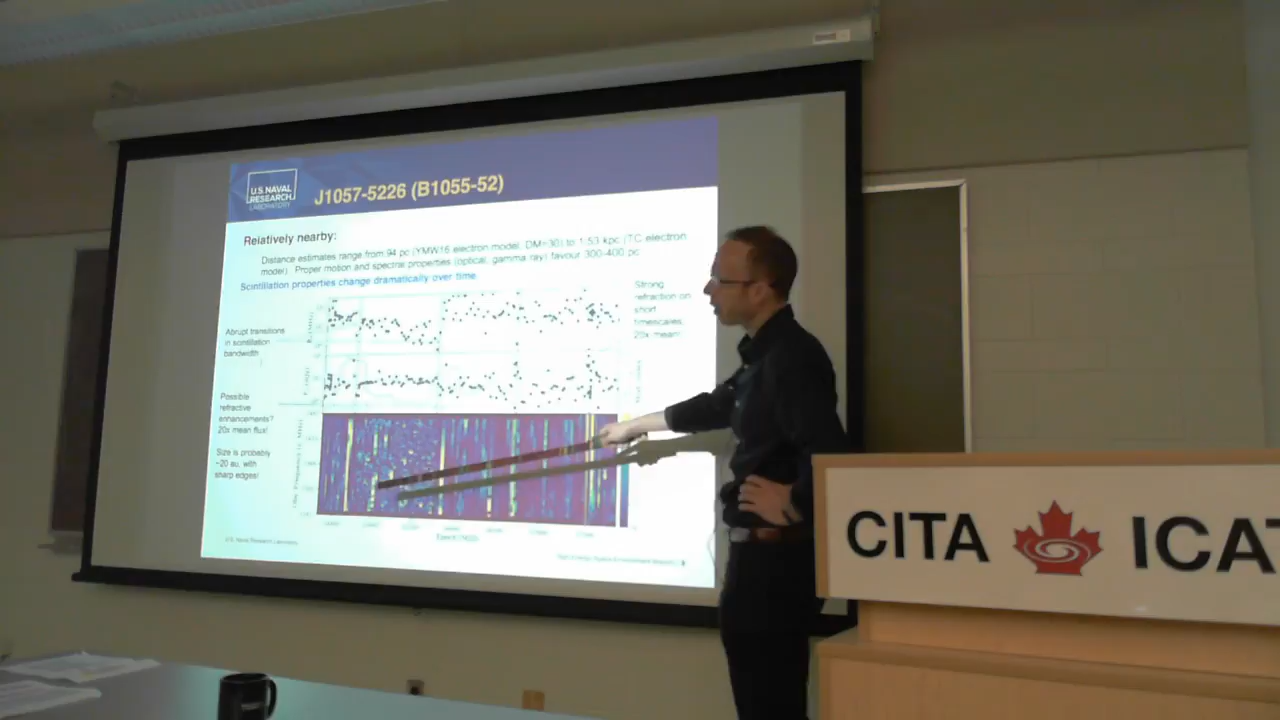 U.S. NAVAL
RESEARCH
LABORATORY
J1057-5226 (B1055-52)
Relatively nearby:
Distance estimates range from 94 pc (YMW16 electron model, DM=30) to 1.53 kpc (TC electron
model). Proper motion and spectral properties (optical, gamma ray) favour 300-400 pc
Scintillation properties change dramatically over time
Abrupt transitions
in scintillation
bandwidth
Strong
refraction on
short
timescales
20x mean!
Possible
refractive
enhancements?
20x mean flux!
Size is probably
~20 au, with
sharp edges!
U.S. Naval Research Laboratory
CITA ICAT